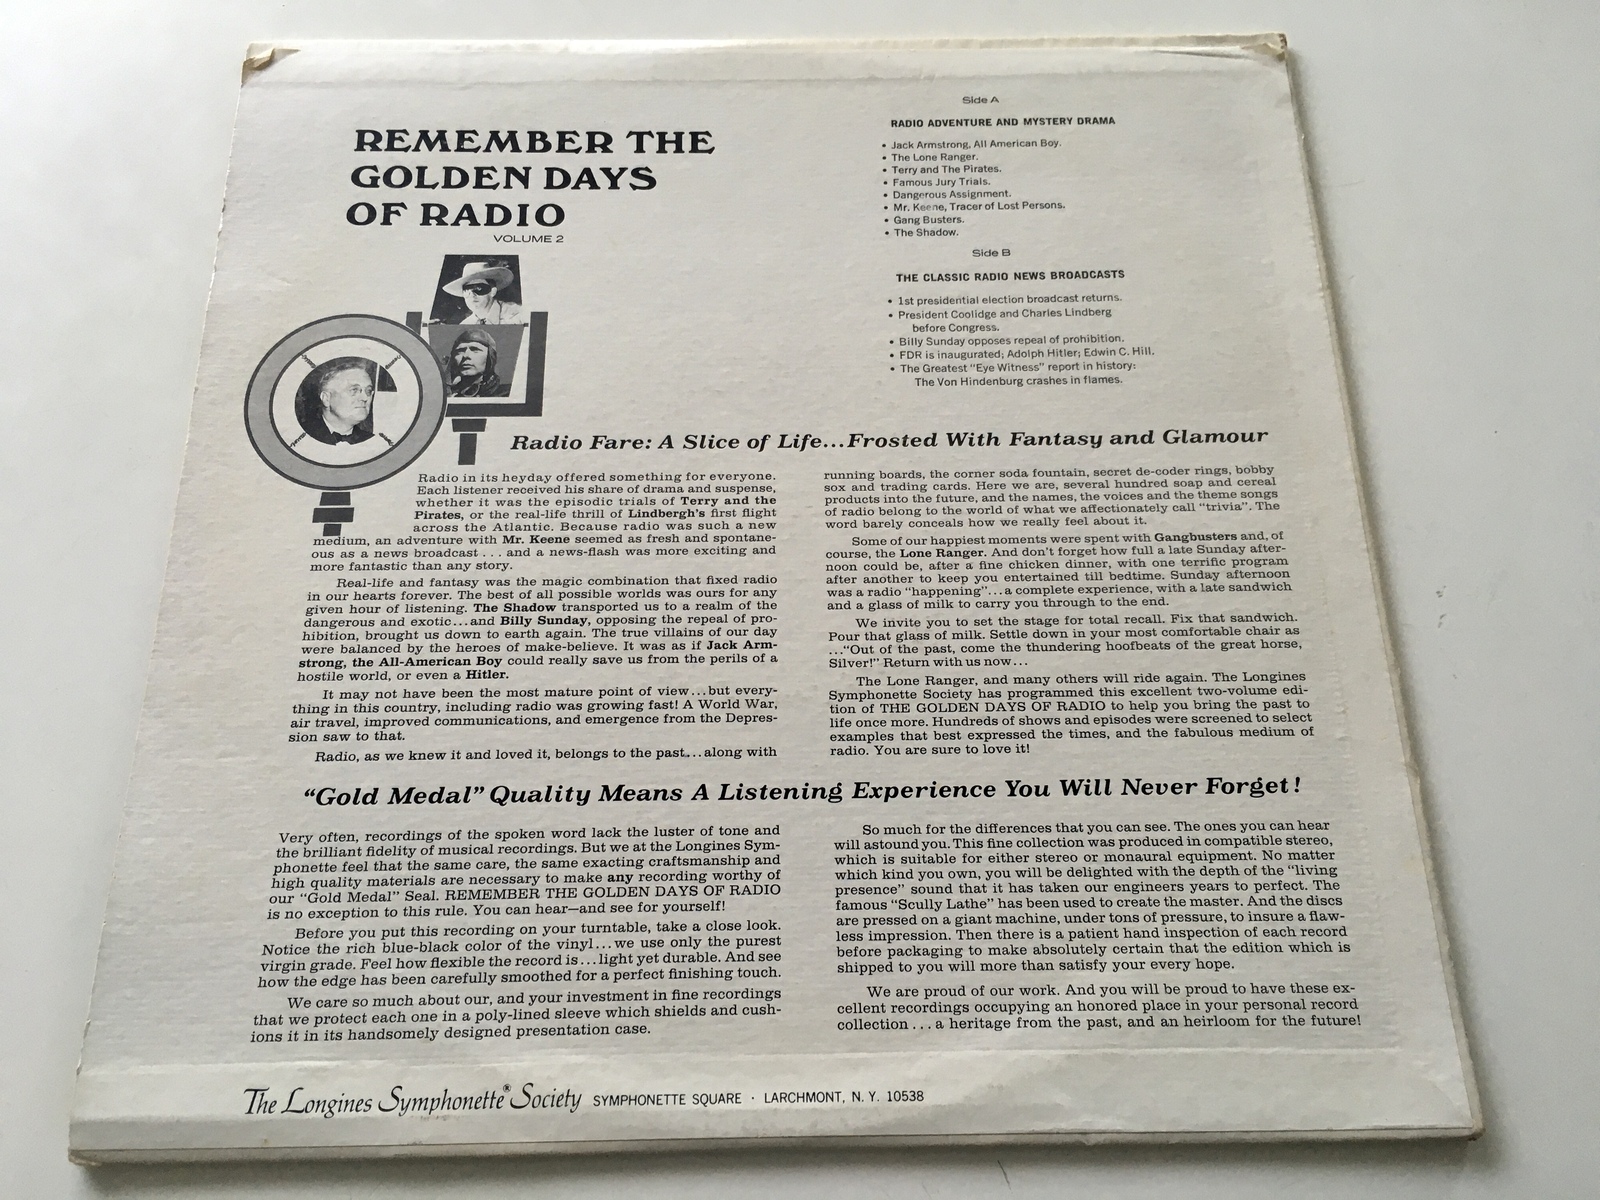 REMEMBER THE
GOLDEN DAYS
OF RADIO
VOLUME 2
Side A
RADIO ADVENTURE AND MYSTERY DRAMA
• Jack Armstrong, All American Boy.
• The Lone Ranger.
• Terry and The Pirates.
• Famous Jury Trials.
• Dangerous Assignment.
• Mr. Keene, Tracer of Lost Persons.
• Gang Busters.
• The Shadow.
Side B
THE CLASSIC RADIO NEWS BROADCASTS
• 1st presidential election broadcast returns.
• President Coolidge and Charles Lindberg
before Congress.
• Billy Sunday opposes repeal of prohibition.
• FDR is inaugurated; Adolph Hitler; Edwin C. Hill.
• The Greatest "Eye Witness" report in history:
The Von Hindenburg crashes in flames.
Radio Fare: A Slice of Life...Frosted With Fantasy and Glamour
Radio in its heyday offered something for everyone.
Each listener received his share of drama and suspense,
whether it was the episodic trials of Terry and the
Pirates, or the real-life thrill of Lindbergh's first flight
across the Atlantic. Because radio was such a new
medium, an adventure with Mr. Keene seemed as fresh and spontane-
ous as a news broadcast . . . and a news-flash was more exciting and
more fantastic than any story.
Real-life and fantasy was the magic combination that fixed radio
in our hearts forever. The best of all possible worlds was ours for any
given hour of listening. The Shadow transported us to a realm of the
dangerous and exotic...and Billy Sunday, opposing the repeal of pro-
hibition, brought us down to earth again. The true villains of our day
were balanced by the heroes of make-believe. It was as if Jack Arm-
strong, the All-American Boy could really save us from the perils of a
hostile world, or even a Hitler.
It may not have been the most mature point of view...but every-
thing in this country, including radio was growing fast! A World War,
air travel, improved communications, and emergence from the Depres-
sion saw to that.
Radio, as we knew it and loved it, belongs to the past...along with
running boards, the corner soda fountain, secret de-coder rings, bobby
sox and trading cards. Here we are, several hundred soap and cereal
products into the future, and the names, the voices and the theme songs
of radio belong to the world of what we affectionately call "trivia". The
word barely conceals how we really feel about it.
Some of our happiest moments were spent with Gangbusters and, of
course, the Lone Ranger. And don't forget how full a late Sunday after-
noon could be, after a fine chicken dinner, with one terrific program
after another to keep you entertained till bedtime. Sunday afternoon
was a radio "happening"...a complete experience, with a late sandwich
and a glass of milk to carry you through to the end.
We invite you to set the stage for total recall. Fix that sandwich.
Pour that glass of milk. Settle down in your most comfortable chair as
..."Out of the past, come the thundering hoofbeats of the great horse,
Silver!" Return with us now...
The Lone Ranger, and many others will ride again. The Longines
Symphonette Society has programmed this excellent two-volume edi-
tion of THE GOLDEN DAYS OF RADIO to help you bring the past to
life once more. Hundreds of shows and episodes were screened to select
examples that best expressed the times, and the fabulous medium of
radio. You are sure to love it!
"Gold Medal" Quality Means A Listening Experience You Will Never Forget!
Very often, recordings of the spoken word lack the luster of tone and
the brilliant fidelity of musical recordings. But we at the Longines Sym-
phonette feel that the same care, the same exacting craftsmanship and
high quality materials are necessary to make any recording worthy of
our "Gold Medal" Seal. REMEMBER THE GOLDEN DAYS OF RADIO
is no exception to this rule. You can hear—and see for yourself!
Before you put this recording on your turntable, take a close look.
Notice the rich blue-black color of the vinyl...we use only the purest
virgin grade. Feel how flexible the record is...light yet durable. And see
how the edge has been carefully smoothed for a perfect finishing touch.
We care so much about our, and your investment in fine recordings
that we protect each one in a poly-lined sleeve which shields and cush-
ions it in its handsomely designed presentation case.
So much for the differences that you can see. The ones you can hear
will astound you. This fine collection was produced in compatible stereo,
which is suitable for either stereo or monaural equipment. No matter
which kind you own, you will be delighted with the depth of the "living
presence" sound that it has taken our engineers years to perfect. The
famous "Scully Lathe" has been used to create the master. And the discs
are pressed on a giant machine, under tons of pressure, to insure a flaw-
less impression. Then there is a patient hand inspection of each record
before packaging to make absolutely certain that the edition which is
shipped to you will more than satisfy your every hope.
We are proud of our work. And you will be proud to have these ex-
cellent recordings occupying an honored place in your personal record
collection . . . a heritage from the past, and an heirloom for the future!
The Longines Symphonette® Society SYMPHONETTE SQUARE · LARCHMONT, N. Y. 10538